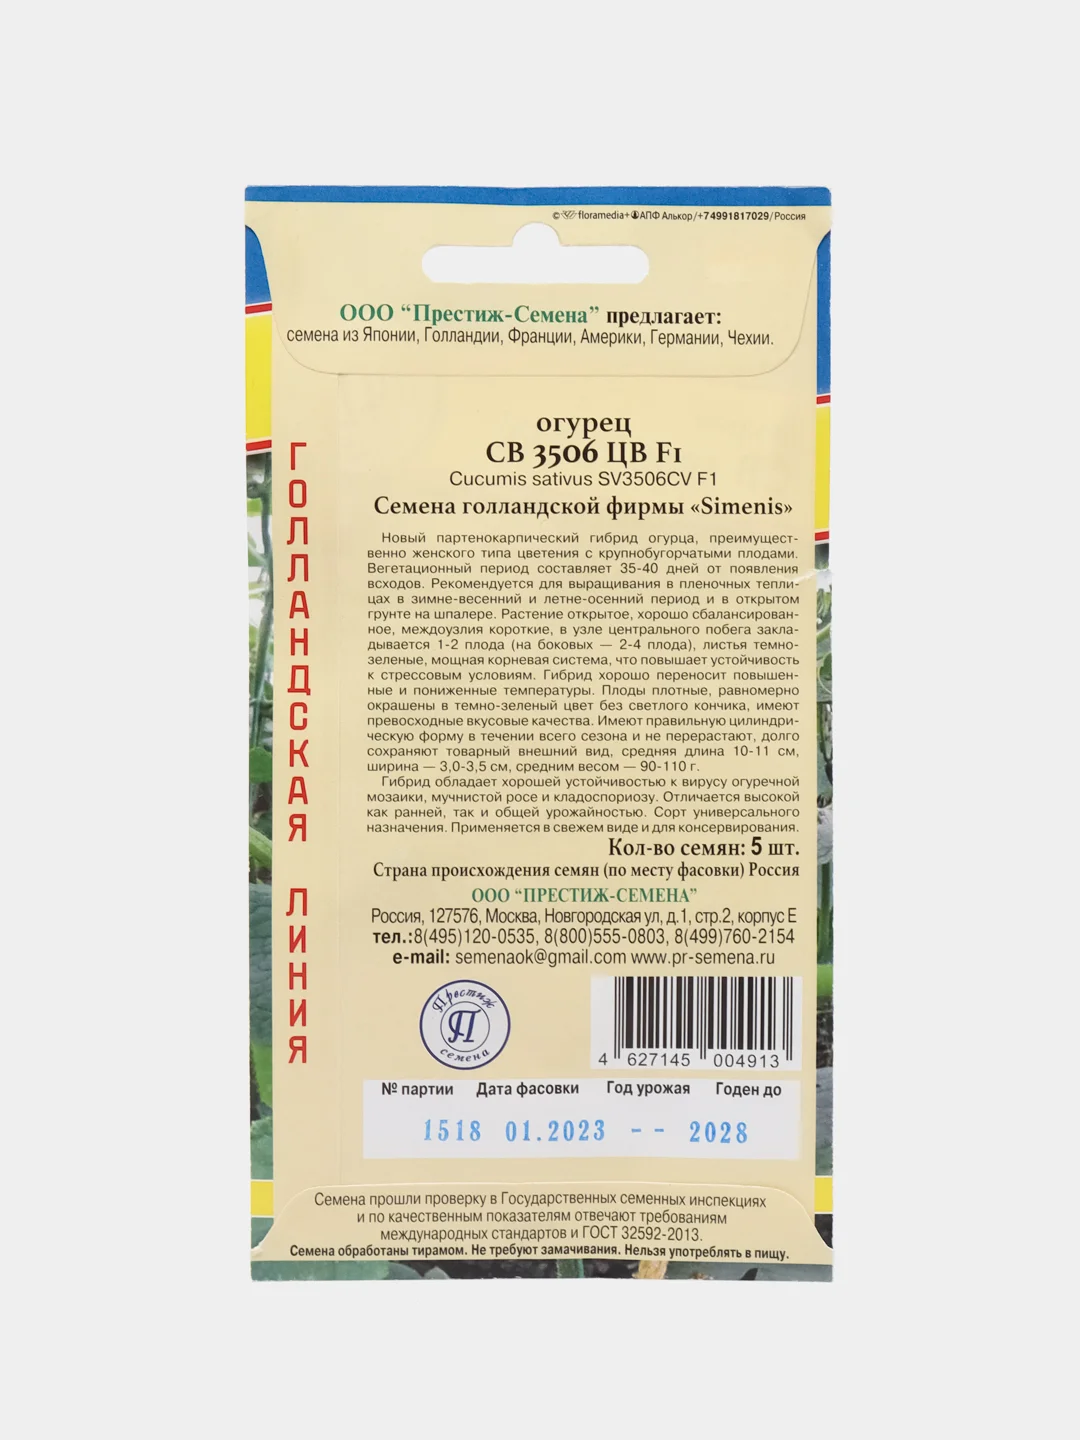 © floramedia+ АПФ Алькор/+74991817029/Россия
ООО “Престиж-Семена” предлагает:
семена из Японии, Голландии, Франции, Америки, Германии, Чехии.
ГОЛЛАНДСКАЯ ЛИНИЯ
огурец
СВ 3506 ЦВ F1
Cucumis sativus SV3506CV F1
Семена голландской фирмы «Simenis»
Новый партенокарпический гибрид огурца, преимущест-
венно женского типа цветения с крупнобугорчатыми плодами.
Вегетационный период составляет 35-40 дней от появления
всходов. Рекомендуется для выращивания в пленочных тепли-
цах в зимне-весенний и летне-осенний период и в открытом
грунте на шпалере. Растение открытое, хорошо сбалансирован-
ное, междоузлия короткие, в узле центрального побега закла-
дывается 1-2 плода (на боковых — 2-4 плода), листья темно-
зеленые, мощная корневая система, что повышает устойчивость
к стрессовым условиям. Гибрид хорошо переносит повышен-
ные и пониженные температуры. Плоды плотные, равномерно
окрашены в темно-зеленый цвет без светлого кончика, имеют
превосходные вкусовые качества. Имеют правильную цилиндри-
ческую форму в течении всего сезона и не перерастают, долго
сохраняют товарный внешний вид, средняя длина 10-11 см,
ширина — 3,0-3,5 см, средним весом — 90-110 г.
Гибрид обладает хорошей устойчивостью к вирусу огуречной
мозаики, мучнистой росе и кладоспориозу. Отличается высокой
как ранней, так и общей урожайностью. Сорт универсального
назначения. Применяется в свежем виде и для консервирования.
Кол-во семян: 5 шт.
Страна происхождения семян (по месту фасовки) Россия
ООО “ПРЕСТИЖ-СЕМЕНА”
Россия, 127576, Москва, Новгородская ул, д.1, стр.2, корпус Е
тел.:8(495)120-0535, 8(800)555-0803, 8(499)760-2154
e-mail: semenaok@gmail.com www.pr-semena.ru
Престиж
П
семена
4 627145 004913
№ партии Дата фасовки Год урожая Годен до
1518 01.2023 -- 2028
Семена прошли проверку в Государственных семенных инспекциях
и по качественным показателям отвечают требованиям
международных стандартов и ГОСТ 32592-2013.
Семена обработаны тирамом. Не требуют замачивания. Нельзя употреблять в пищу.